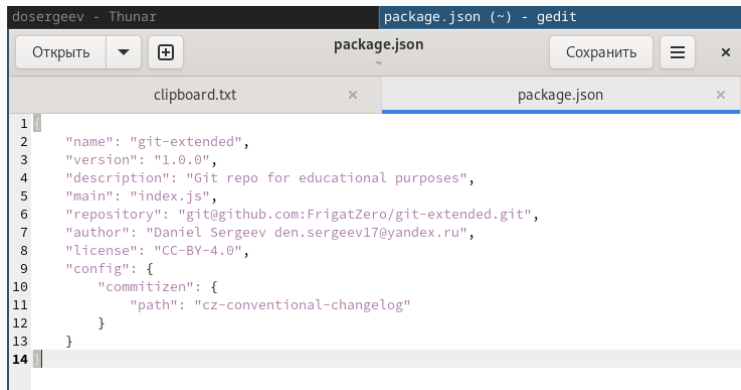 dosergeev - Thunar
package.json (~) - gedit
Открыть
package.json
~
Сохранить
clipboard.txt
package.json
1 {
2 "name": "git-extended",
3 "version": "1.0.0",
4 "description": "Git repo for educational purposes",
5 "main": "index.js",
6 "repository": "git@github.com:FrigatZero/git-extended.git",
7 "author": "Daniel Sergeev den.sergeev17@yandex.ru",
8 "license": "CC-BY-4.0",
9 "config": {
10 "commitizen": {
11 "path": "cz-conventional-changelog"
12 }
13 }
14 }